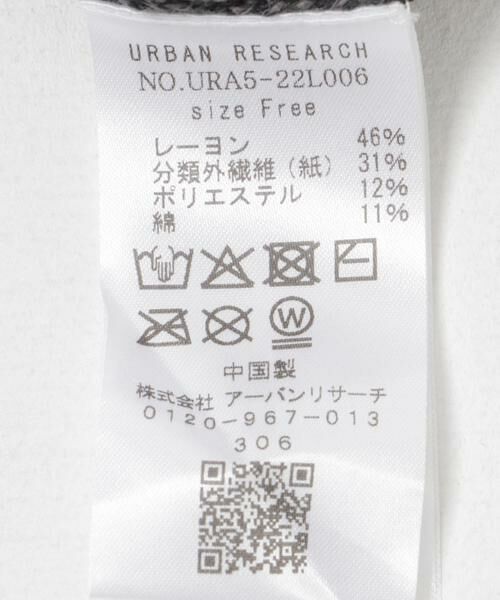 URBAN RESEARCH
NO.URA5-22L006
size Free
レーヨン 46%
分類外繊維(紙) 31%
ポリエステル 12%
綿 11%
W
中国製
株式会社 アーバンリサーチ
0120-967-013
306